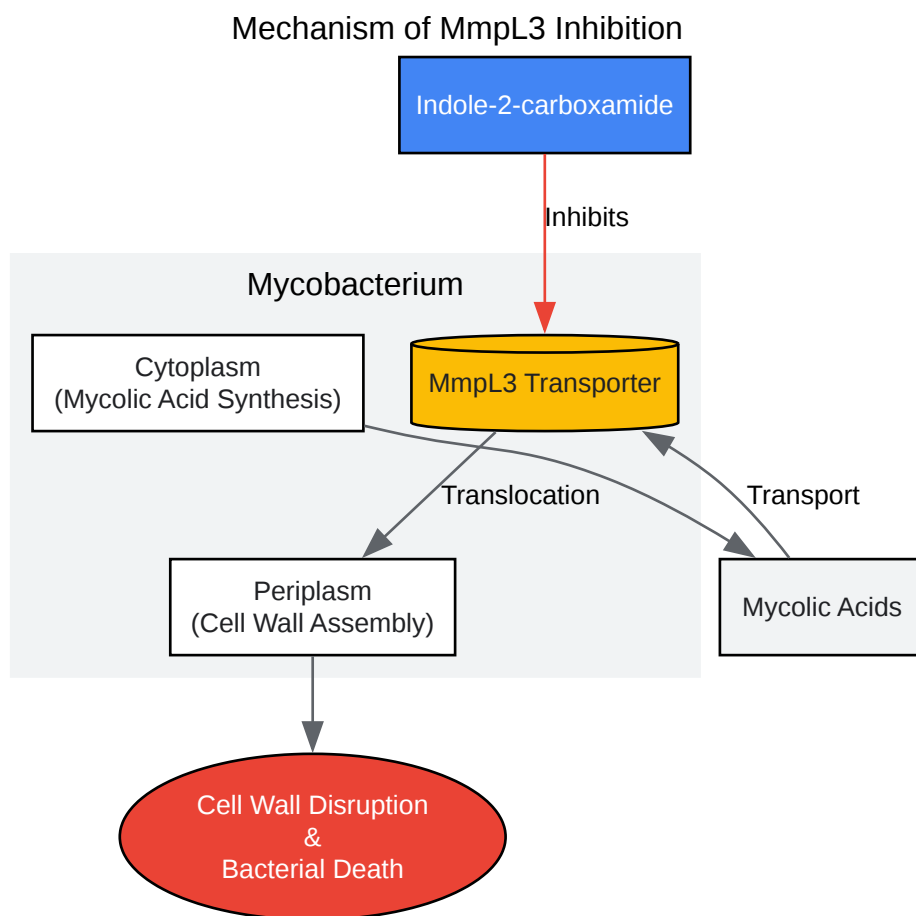 Mechanism of MmpL3 Inhibition
Indole-2-carboxamide
Inhibits
Mycobacterium
Cytoplasm
(Mycolic Acid Synthesis)
MmpL3 Transporter
Translocation
Transport
Periplasm
(Cell Wall Assembly)
Mycolic Acids
Cell Wall Disruption
&
Bacterial Death